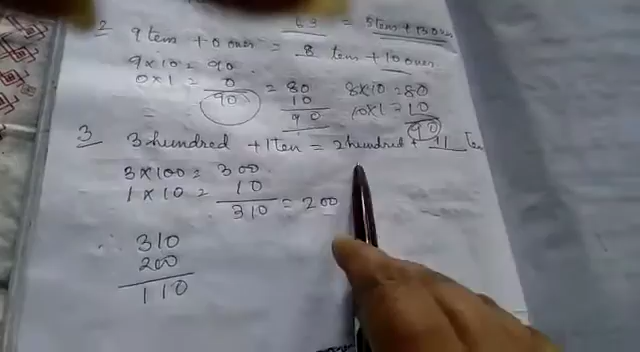 63 = 5 tens + 13 ones
2 9 tens + 0 ones = 8 tens + 10 ones
9 x 10 = 90
0 x 1 = 0
90
= 80
10
90
8 x 10 = 80
10 x 1 = 10
90
3 3 hundred + 1 ten = 2 hundred + 11 Ten
3 x 100 = 300
1 x 10 = 10
310 = 200
∴ 310
200
110